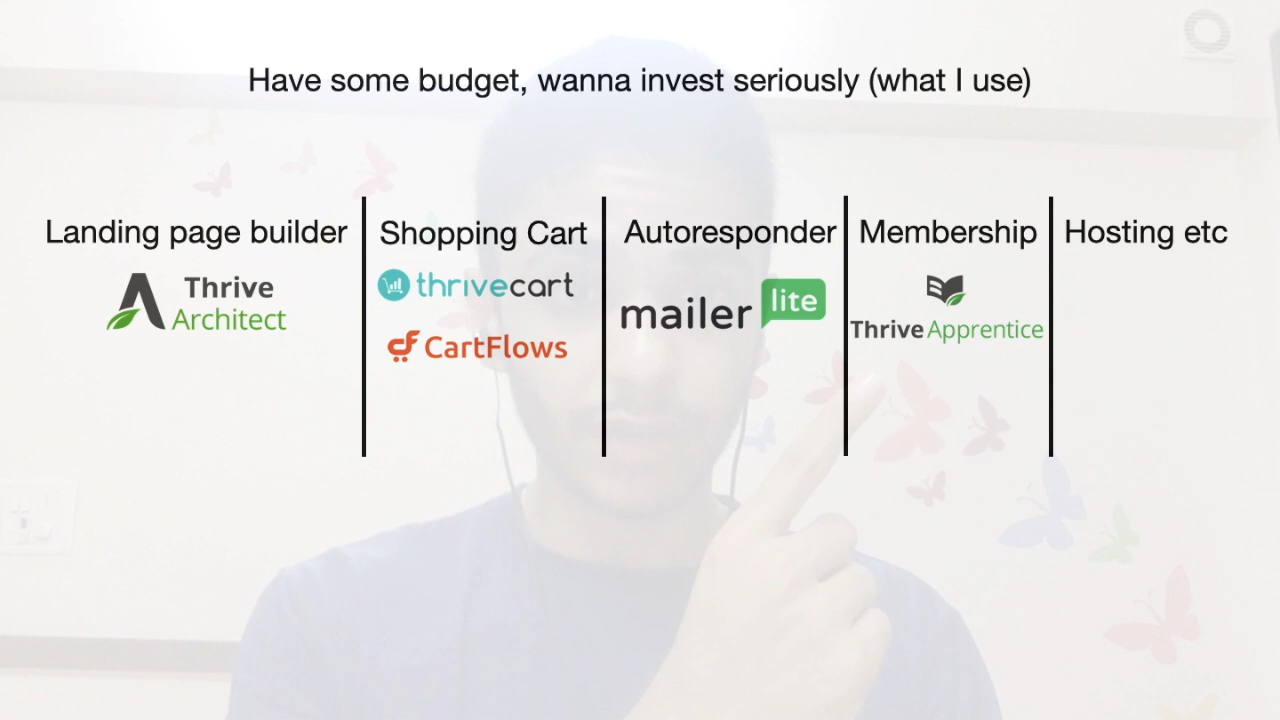 Have some budget, wanna invest seriously (what I use)
Landing page builder
Thrive
Architect
Shopping Cart
thrivecart
CartFlows
Autoresponder
mailer lite
Membership
Thrive Apprentice
Hosting etc